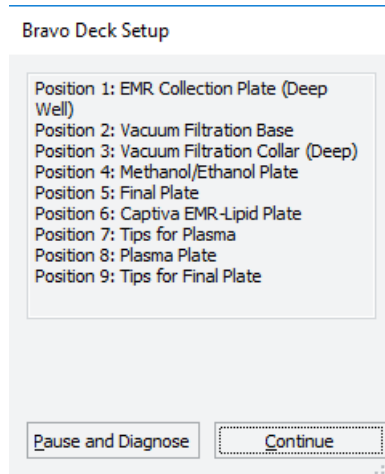 Bravo Deck Setup
Position 1: EMR Collection Plate (Deep
Well)
Position 2: Vacuum Filtration Base
Position 3: Vacuum Filtration Collar (Deep)
Position 4: Methanol/Ethanol Plate
Position 5: Final Plate
Position 6: Captiva EMR-Lipid Plate
Position 7: Tips for Plasma
Position 8: Plasma Plate
Position 9: Tips for Final Plate
Pause and Diagnose
Continue